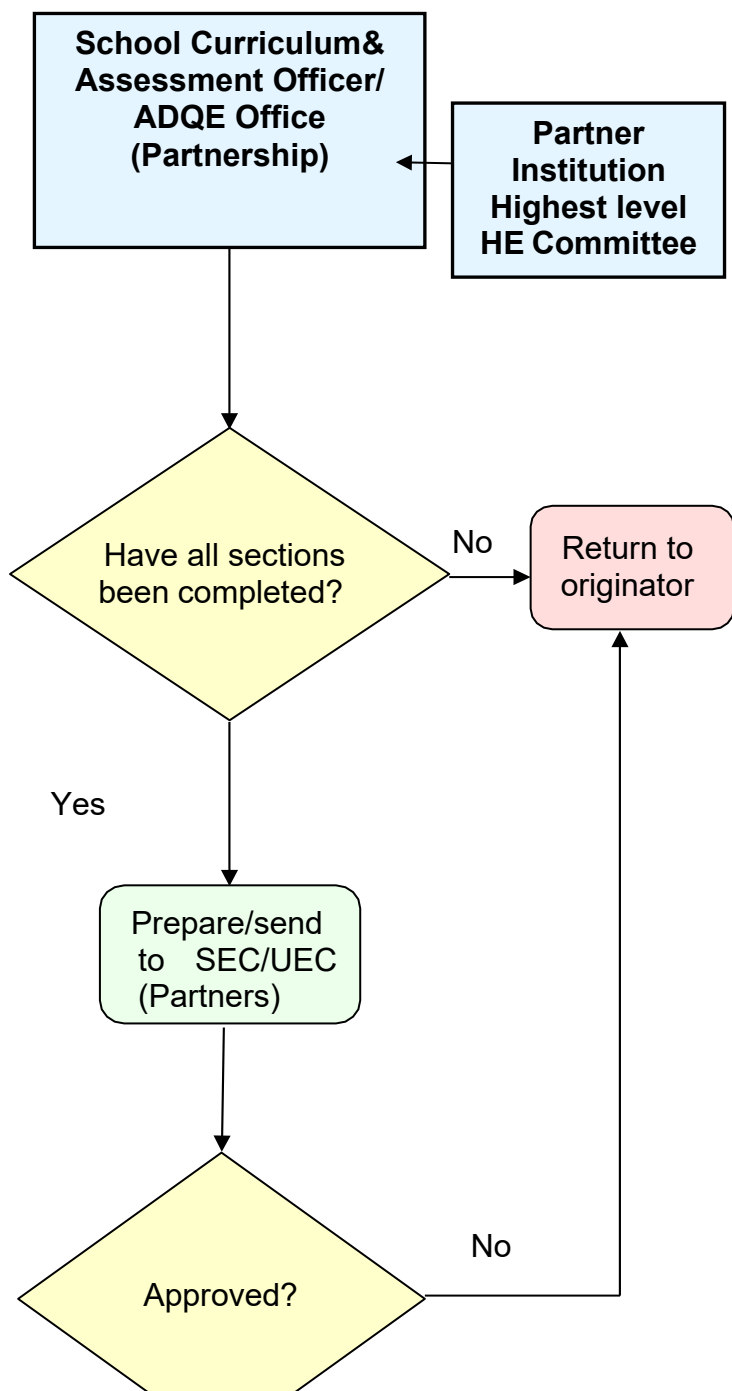 School Curriculum&
Assessment Officer/
ADQE Office
(Partnership)
Partner
Institution
Highest level
HE Committee
Have all sections
been completed?
No
Return to
originator
Yes
Prepare/send
to SEC/UEC
(Partners)
No
Approved?